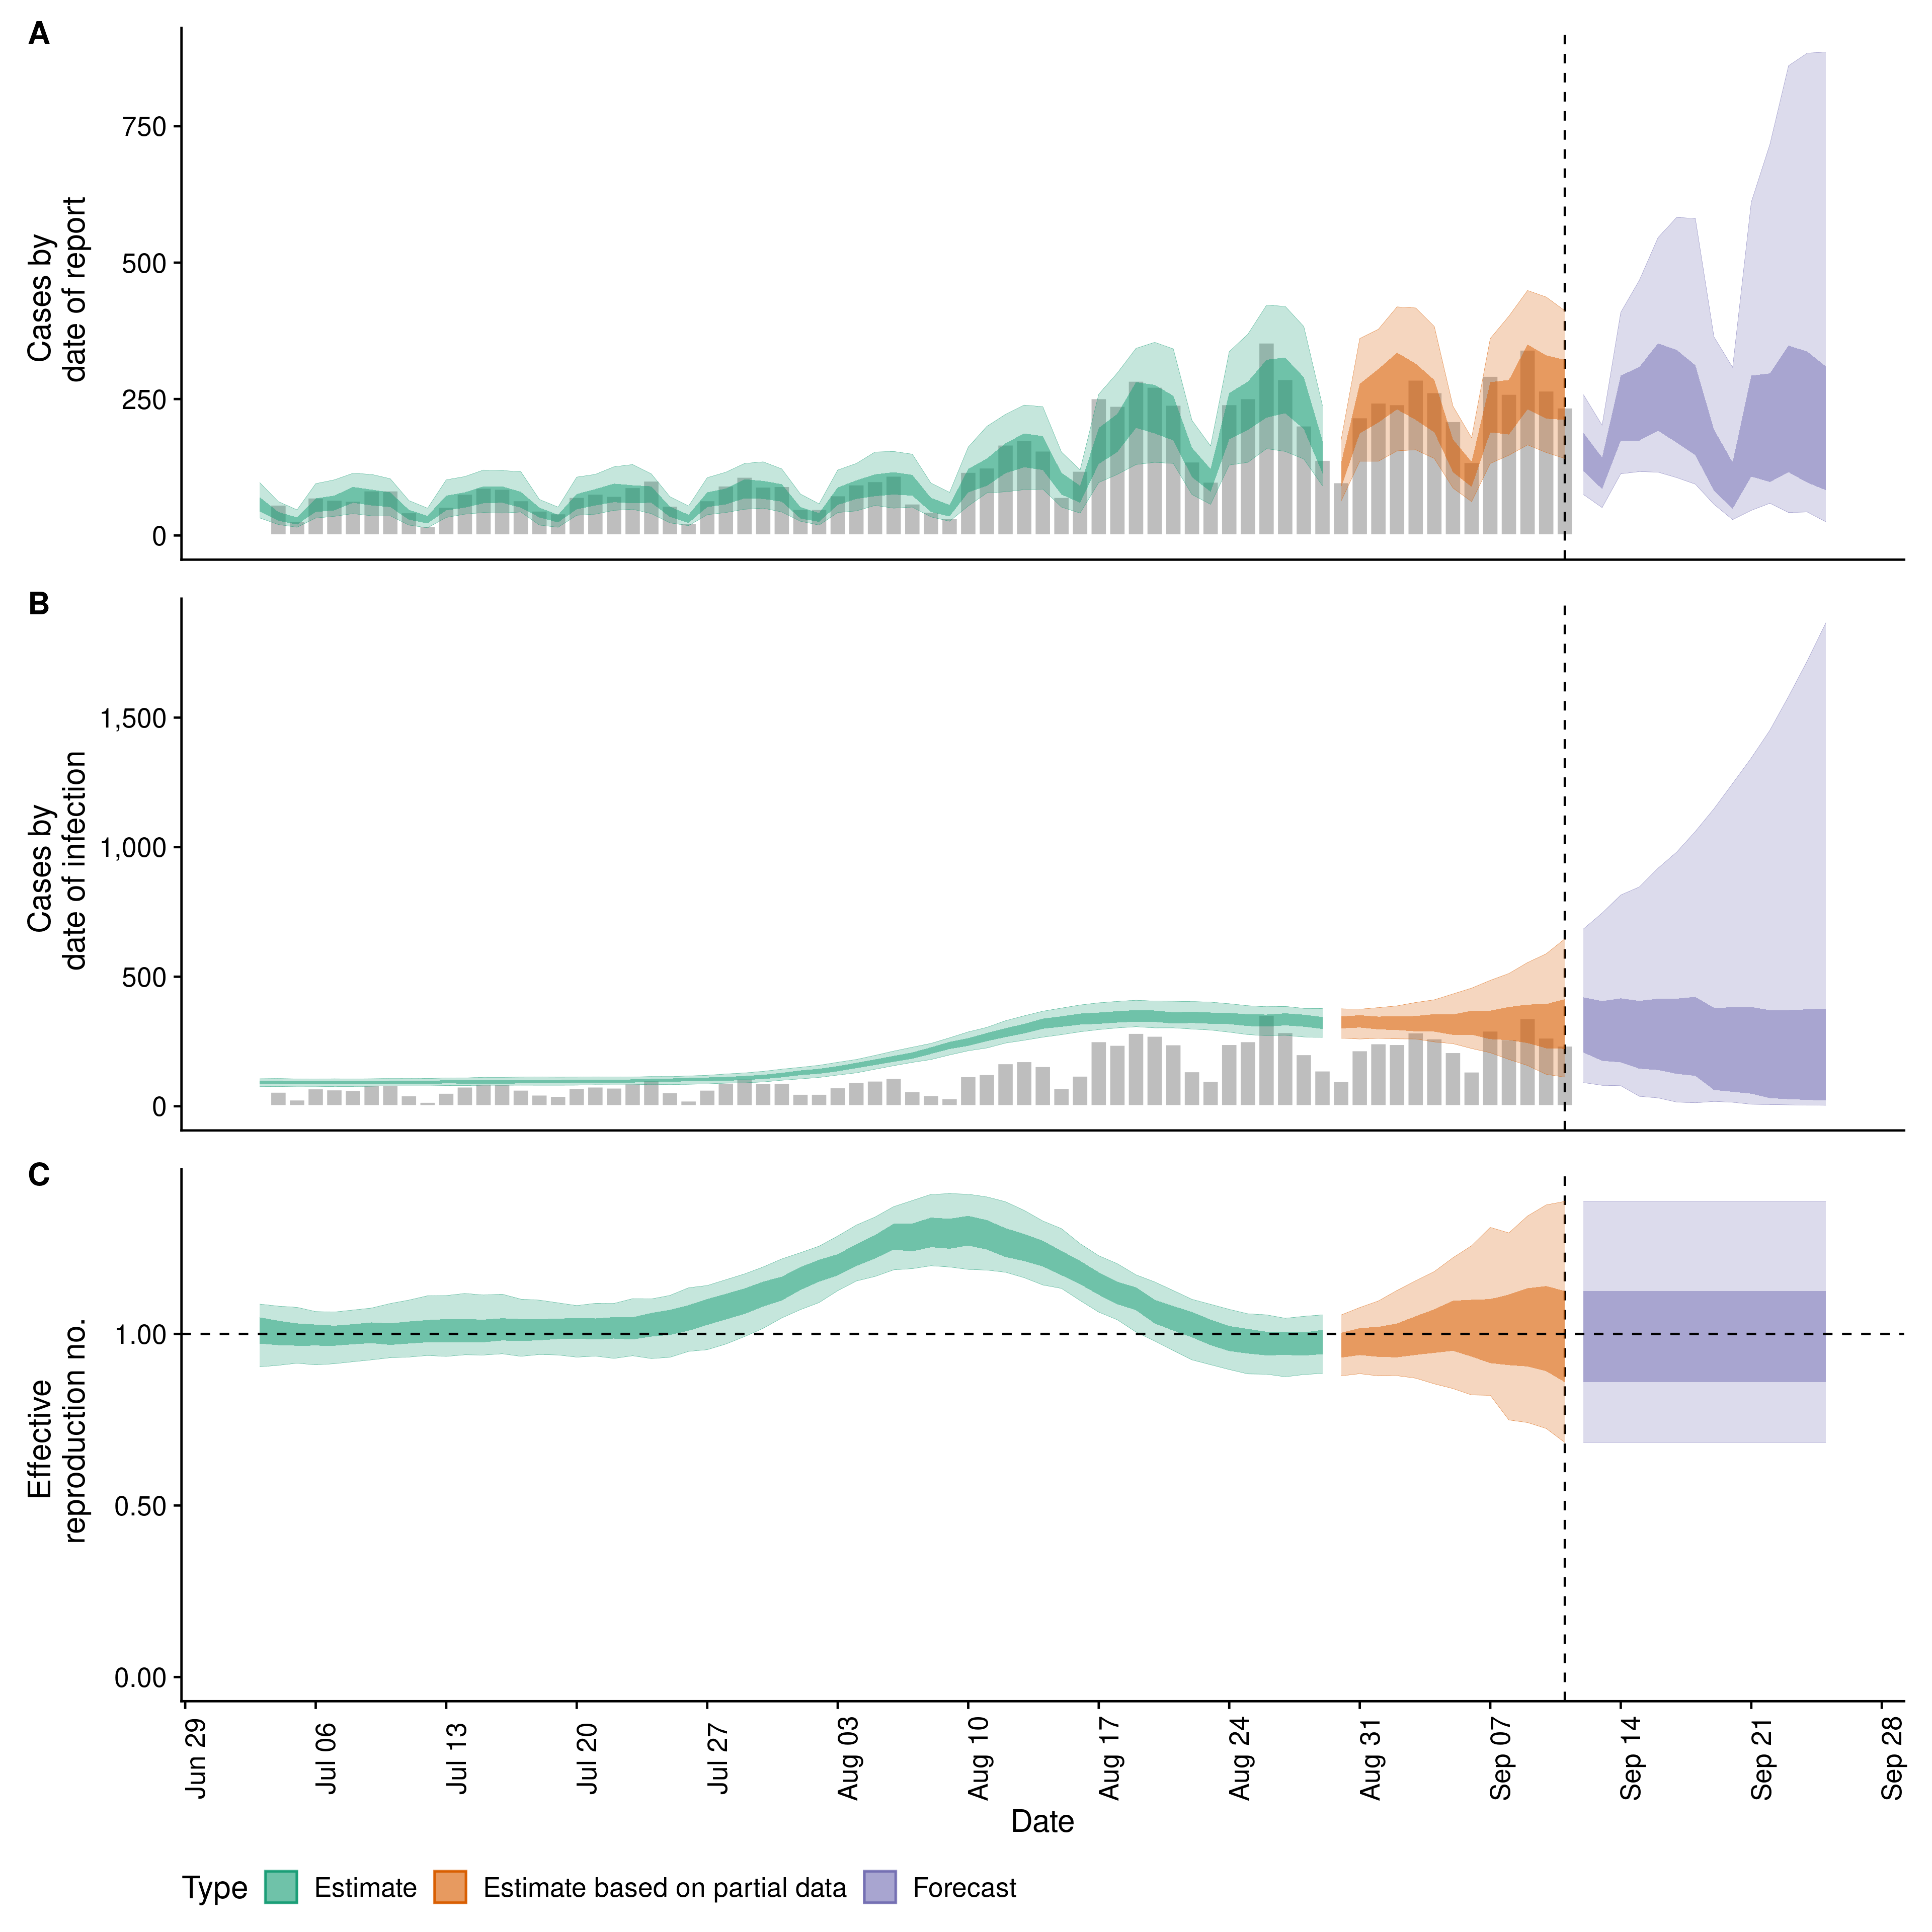 A
Cases by
date of report
750
500
250
0
B
Cases by
date of infection
1,500
1,000
500
0
C
Effective
reproduction no.
1.00
0.50
0.00
Jun 29
Jul 06
Jul 13
Jul 20
Jul 27
Aug 03
Aug 10
Aug 17
Aug 24
Aug 31
Sep 07
Sep 14
Sep 21
Sep 28
Date
Type Estimate Estimate based on partial data Forecast